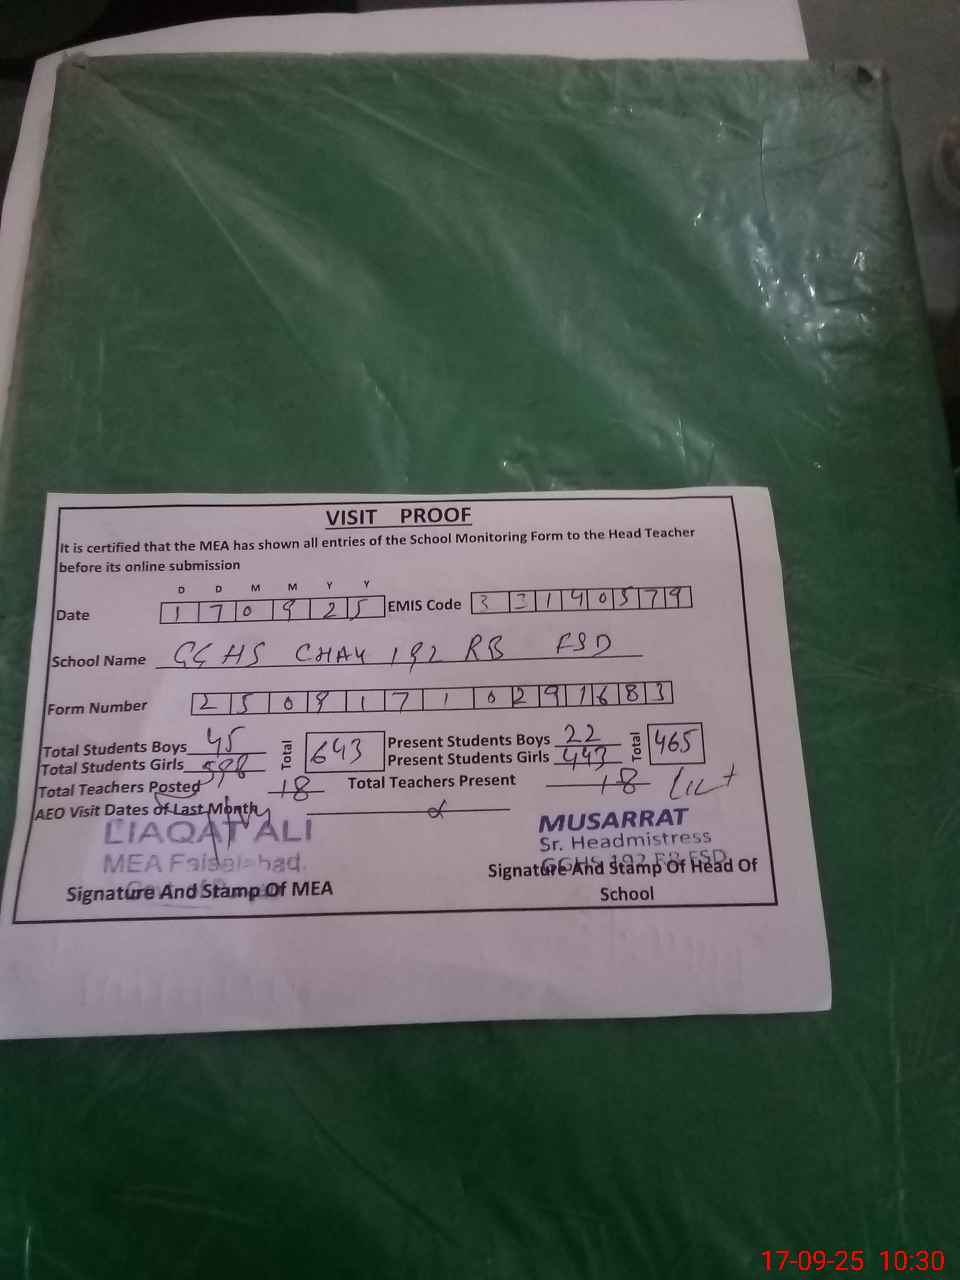 VISIT PROOF
It is certified that the MEA has shown all entries of the School Monitoring Form to the Head Teacher
before its online submission
D D M M Y Y
Date 1 7 0 9 2 5 EMIS Code 3 3 1 4 0 5 7 9
School Name GGHS CHAK 192 RB FSD
Form Number 2 5 0 9 1 7 1 0 2 9 1 6 8 3
Total Students Boys 45 Total 643 Present Students Boys 22 Total 465
Total Students Girls 598 Present Students Girls 443
Total Teachers Posted 18 Total Teachers Present 18
AEO Visit Dates of Last Month
LIAQAT ALI
MEA Faisalabad.
Signature And Stamp Of MEA
MUSARRAT
Sr. Headmistress
GGHS 192 RB FSD
Signature And Stamp Of Head Of
School
17-09-25 10:30